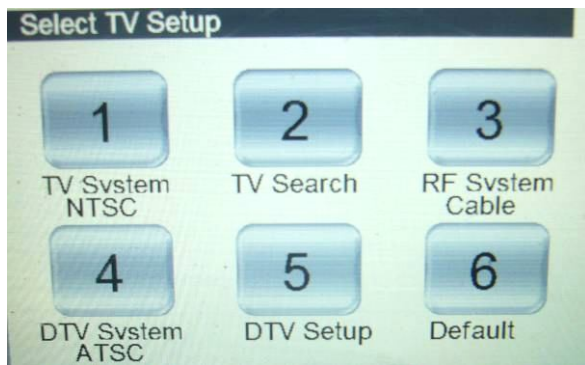 Select TV Setup
1
2
3
TV System
NTSC
TV Search
RF System
Cable
4
5
6
DTV System
ATSC
DTV Setup
Default